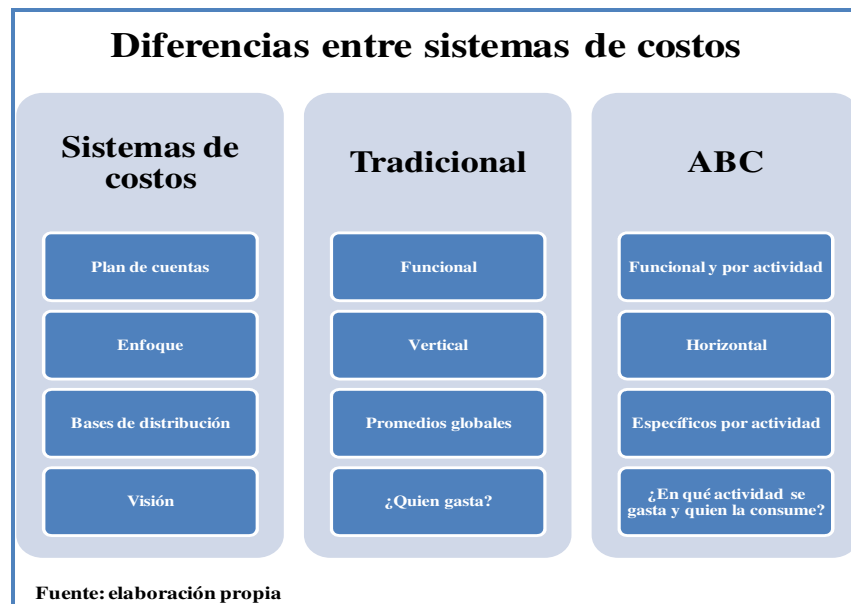 Diferencias entre sistemas de costos
Sistemas de
costos
Plan de cuentas
Enfoque
Bases de distribución
Visión
Tradicional
Funcional
Vertical
Promedios globales
¿Quien gasta?
ABC
Funcional y por actividad
Horizontal
Específicos por actividad
¿En qué actividad se
gasta y quien la consume?
Fuente: elaboración propia